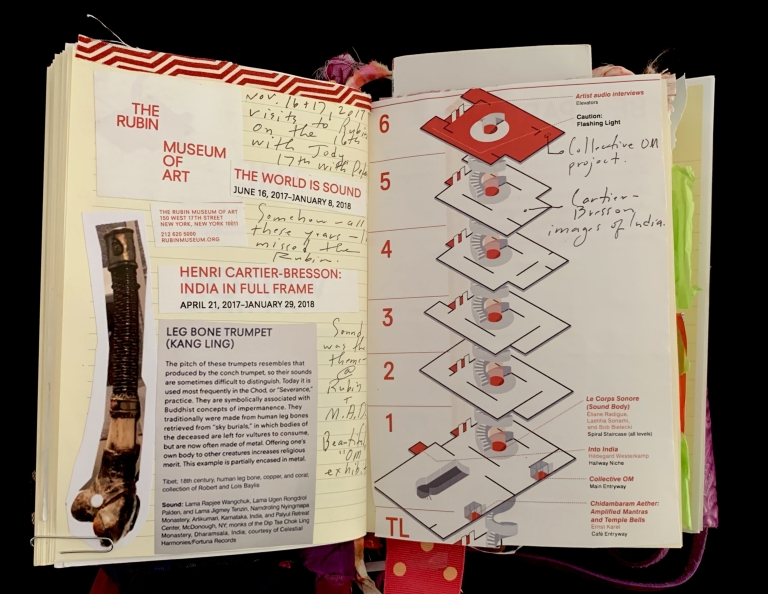 THE
RUBIN
MUSEUM
OF
ART
Nov. 16+17, 2017
visits to Rubin
on the 16th
with Jody
17th with
THE WORLD IS SOUND
JUNE 16, 2017–JANUARY 8, 2018
THE RUBIN MUSEUM OF ART
150 WEST 17TH STREET
NEW YORK, NEW YORK 10011
212 620 5000
RUBINMUSEUM.ORG
Somehow – all
these years – I
missed the
Rubin.
HENRI CARTIER-BRESSON:
INDIA IN FULL FRAME
APRIL 21, 2017–JANUARY 29, 2018
LEG BONE TRUMPET
(KANG LING)
The pitch of these trumpets resembles that
produced by the conch trumpet, so their sounds
are sometimes difficult to distinguish. Today it is
used most frequently in the Chod, or “Severance,”
practice. They are symbolically associated with
Buddhist concepts of impermanence. They
traditionally were made from human leg bones
retrieved from “sky burials,” in which bodies of
the deceased are left for vultures to consume,
but are now often made of metal. Offering one’s
own body to other creatures increases religious
merit. This example is partially encased in metal.
Tibet; 18th century; human leg bone, copper, and coral;
collection of Robert and Lois Baylis
Sound: Lama Rapjee Wangchuk, Lama Ugen Rongdrol
Palden, and Lama Jigmey Tenzin, Namdroling Nyingmapa
Monastery, Arlikumari, Karnataka, India, and Palyul Retreat
Center, McDonough, NY; monks of the Dip Tse Chok Ling
Monastery, Dharamsala, India; courtesy of Celestial
Harmonies/Fortuna Records
Sound
was the
theme
@
Rubin
+
M.A.D.
Beautiful
"OM"
exhibit
6
5
4
3
2
1
TL
Artist audio interviews
Elevators
Caution:
Flashing Light
Collective OM
project.
Cartier-
Bresson
images of India.
Le Corps Sonore
(Sound Body)
Éliane Radigue,
Laetitia Sonami,
and Bob Bielecki
Spiral Staircase (all levels)
Into India
Hildegard Westerkamp
Hallway Niche
Collective OM
Main Entryway
Chidambaram Aether:
Amplified Mantras
and Temple Bells
Ernst Karel
Café Entryway